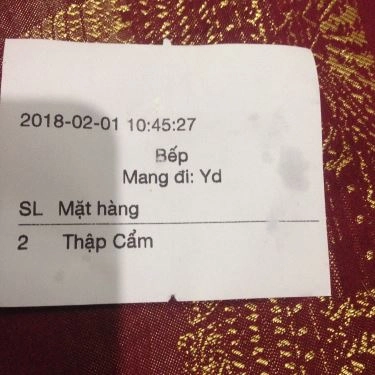 2018-02-01 10:45:27
Bếp
Mang đi: Yd
SL Mặt hàng
2 Thập Cẩm